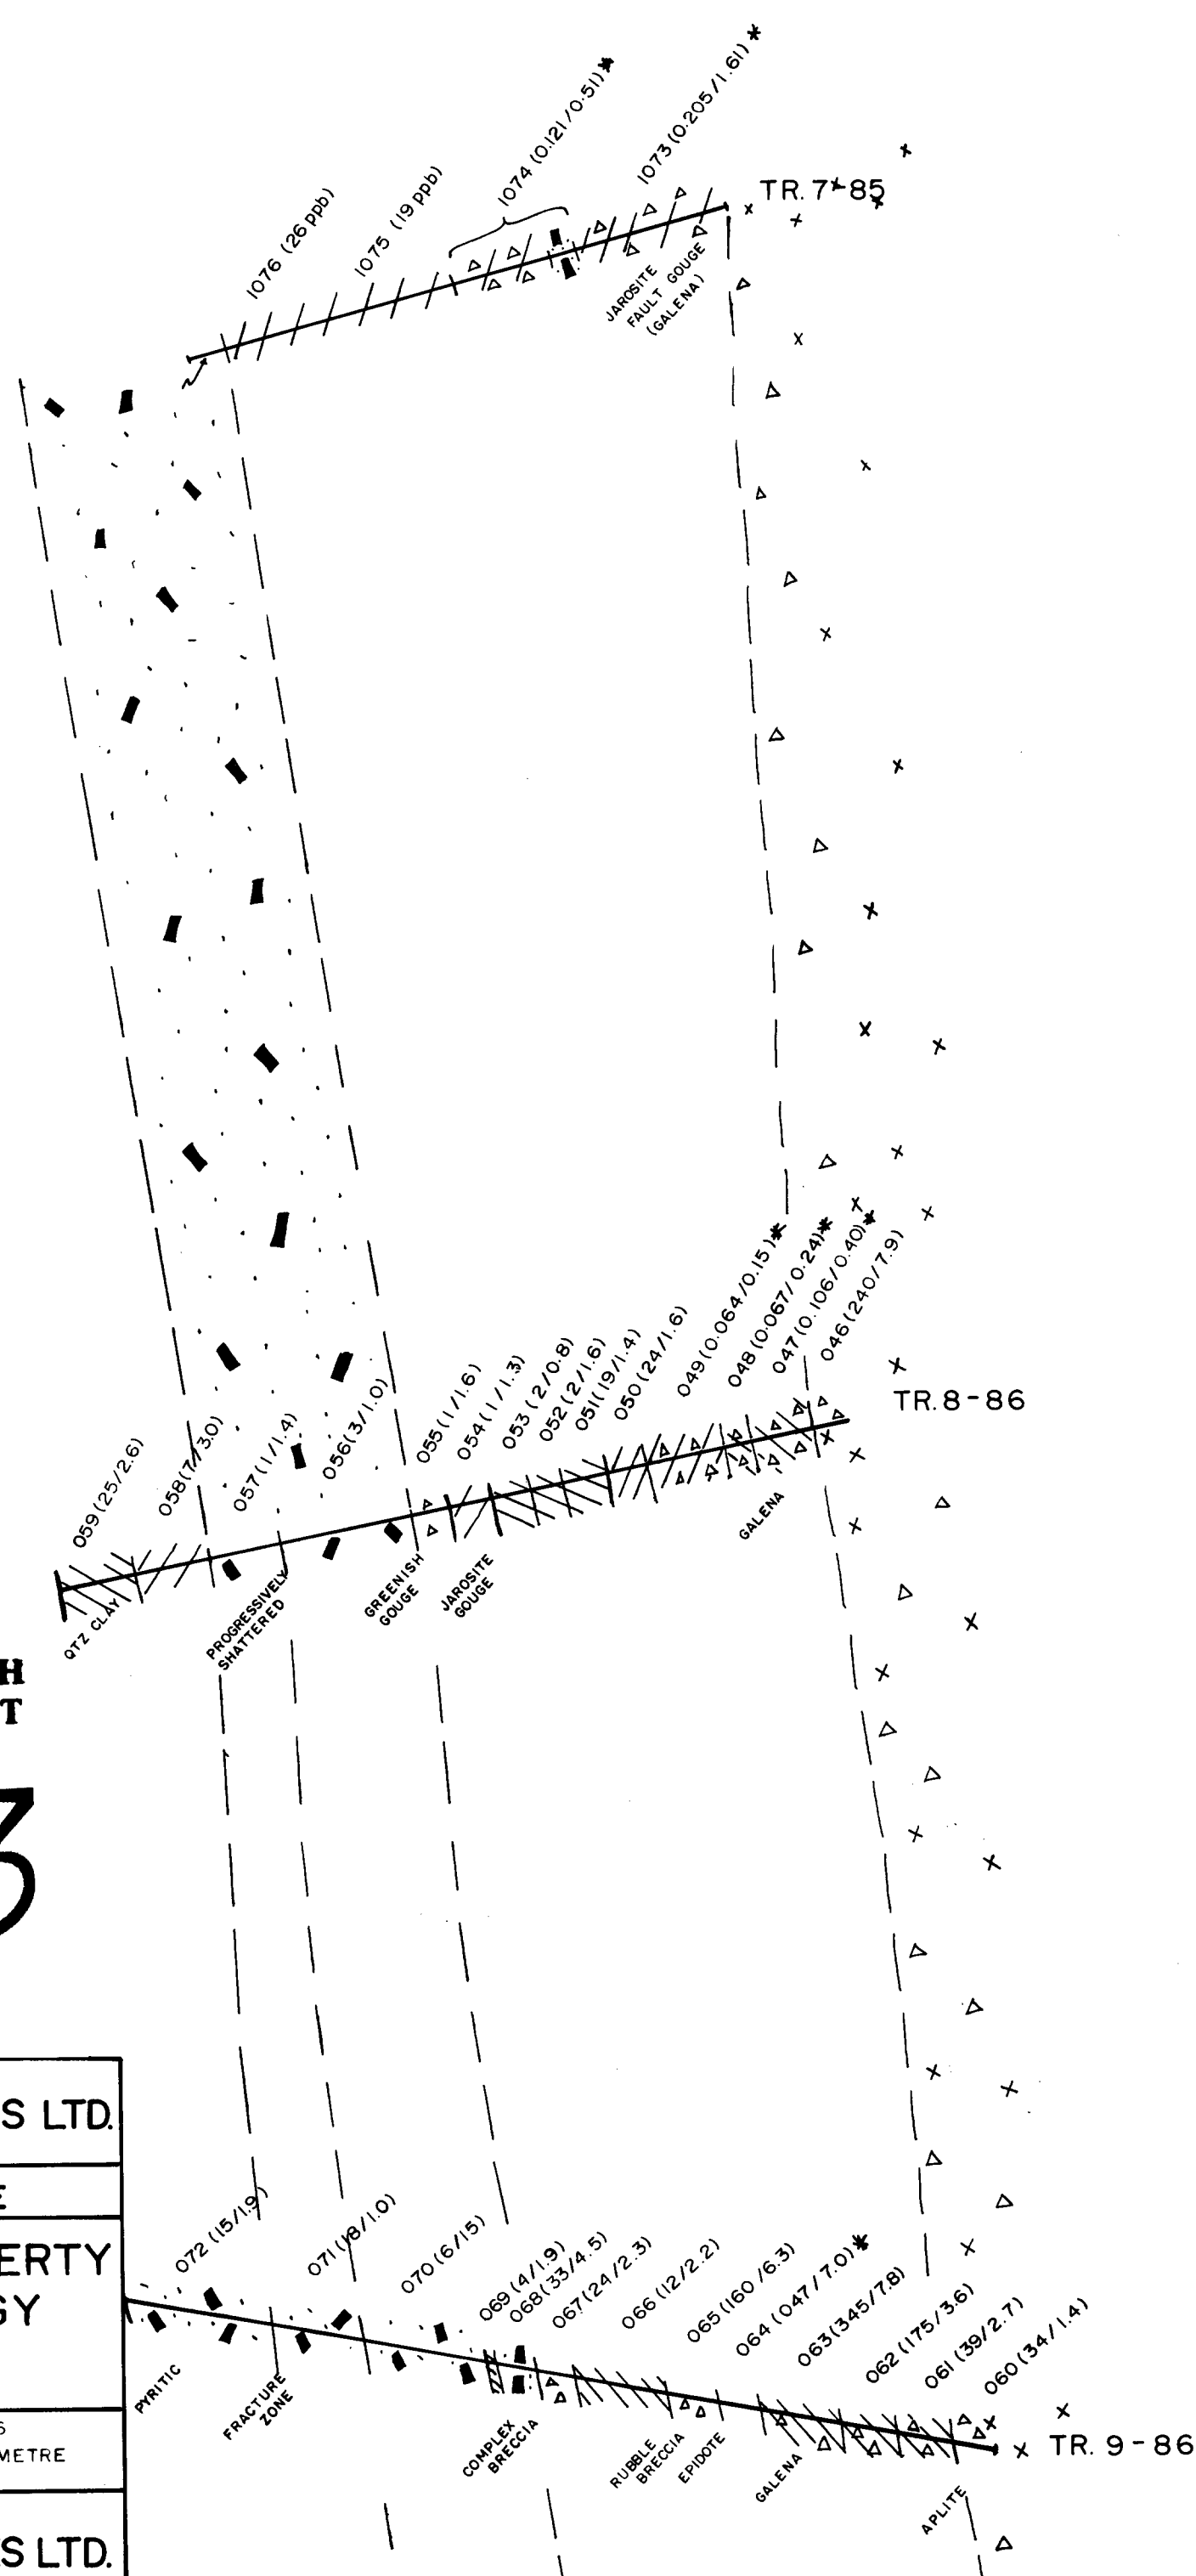 1076 (26 ppb)
1075 (19 ppb)
1074 (0.121/0.51)*
1073 (0.205/1.61)*
TR. 7-85
JAROSITE
FAULT GOUGE
(GALENA)
059 (25/2.6)
058 (7/3.0)
057 (1/1.4)
056 (3/1.0)
055 (1/1.6)
054 (1/1.3)
053 (2/0.8)
052 (2/1.6)
051 (19/1.4)
050 (24/1.6)
049 (0.064/0.15)*
048 (0.067/0.24)*
047 (0.106/0.40)*
046 (240/7.9)
TR. 8-86
QTZ CLAY
PROGRESSIVELY
SHATTERED
GREENISH
GOUGE
JAROSITE
GOUGE
GALENA
H
T
3
S LTD.
E
ERTY
GY
METRE
S LTD.
072 (15/1.9)
071 (18/1.0)
070 (6/15)
069 (4/1.9)
068 (33/4.5)
067 (24/2.3)
066 (12/2.2)
065 (160/6.3)
064 (047/7.0)*
063 (345/7.8)
062 (175/3.6)
061 (39/2.7)
060 (34/1.4)
TR. 9-86
PYRITIC
FRACTURE
ZONE
COMPLEX
BRECCIA
RUBBLE
BRECCIA
EPIDOTE
GALENA
APLITE